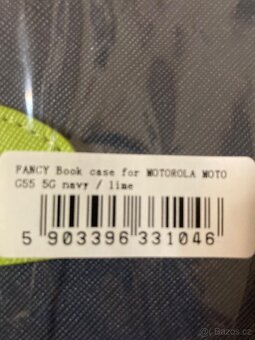 FANCY Book case for MOTOROLA MOTO
G55 5G navy / lime
5 903396 331046
Bazos.cz